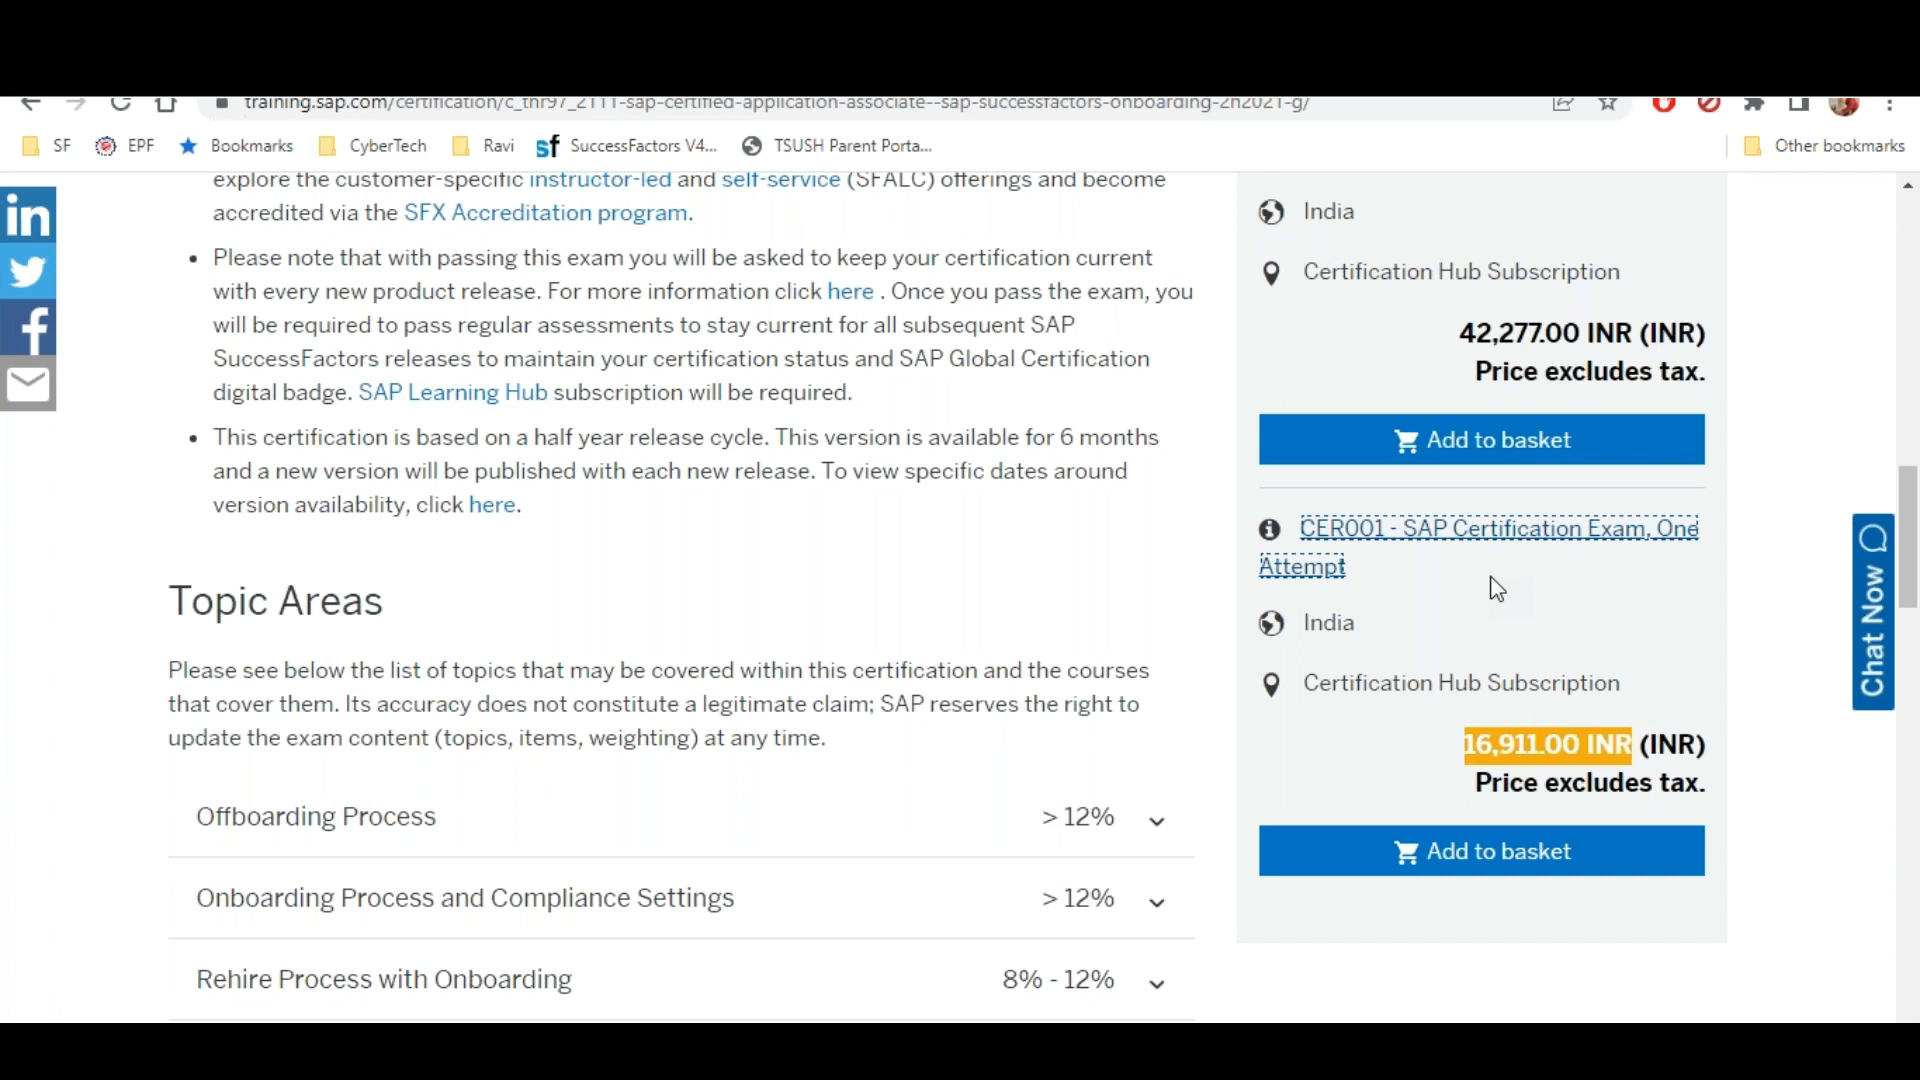 training.sap.com/certification/c_thr97_2111-sap-certified-application-associate--sap-successfactors-onboarding-2h2021-g/
SF
EPF
Bookmarks
CyberTech
Ravi
sf
SuccessFactors V4...
TSUSH Parent Porta...
Other bookmarks
in
explore the customer-specific instructor-led and self-service (SFALC) offerings and become
accredited via the SFX Accreditation program.
• Please note that with passing this exam you will be asked to keep your certification current
with every new product release. For more information click here . Once you pass the exam, you
will be required to pass regular assessments to stay current for all subsequent SAP
SuccessFactors releases to maintain your certification status and SAP Global Certification
digital badge. SAP Learning Hub subscription will be required.
• This certification is based on a half year release cycle. This version is available for 6 months
and a new version will be published with each new release. To view specific dates around
version availability, click here.
Topic Areas
Please see below the list of topics that may be covered within this certification and the courses
that cover them. Its accuracy does not constitute a legitimate claim; SAP reserves the right to
update the exam content (topics, items, weighting) at any time.
Offboarding Process > 12%
Onboarding Process and Compliance Settings > 12%
Rehire Process with Onboarding 8% - 12%
India
Certification Hub Subscription
42,277.00 INR (INR)
Price excludes tax.
Add to basket
CER001 - SAP Certification Exam, One
Attempt
India
Certification Hub Subscription
16,911.00 INR (INR)
Price excludes tax.
Add to basket
Chat Now